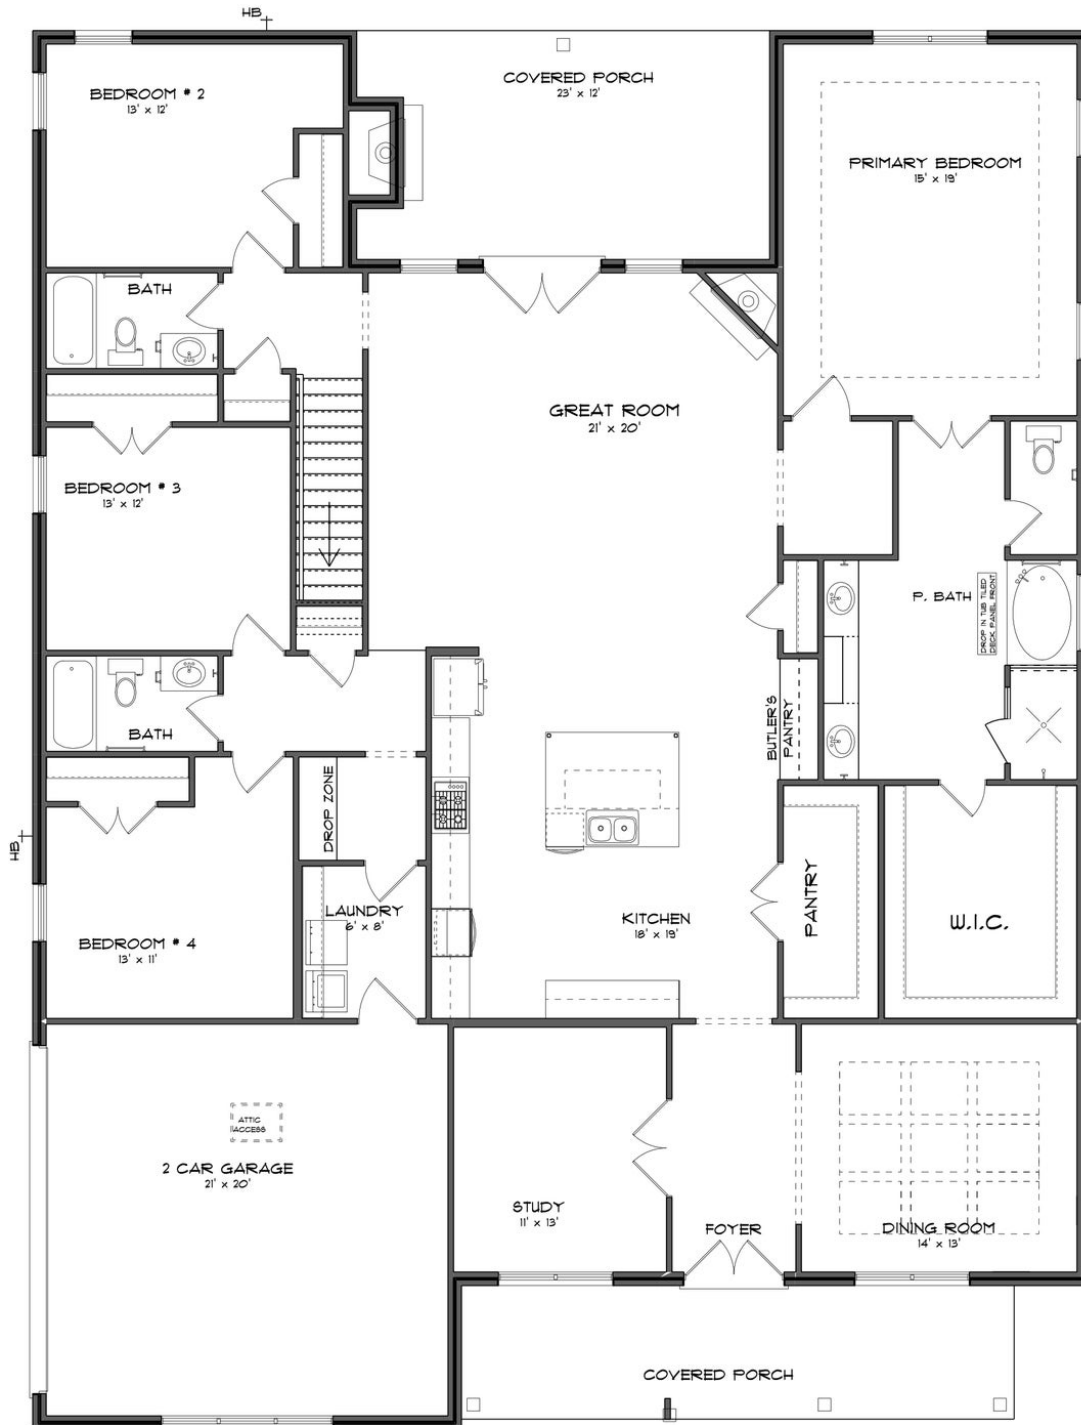 HB
COVERED PORCH
23' x 12'
BEDROOM # 2
13' x 12'
PRIMARY BEDROOM
15' x 19'
BATH
GREAT ROOM
21' x 20'
BEDROOM # 3
13' x 12'
P. BATH
DROP IN TUB TILED
DECK PANEL FRONT
BUTLER'S
PANTRY
BATH
DROP ZONE
HB
LAUNDRY
6' x 8'
KITCHEN
18' x 19'
PANTRY
W.I.C.
BEDROOM # 4
13' x 11'
ATTIC
ACCESS
2 CAR GARAGE
21' x 20'
STUDY
11' x 13'
FOYER
DINING ROOM
14' x 13'
COVERED PORCH